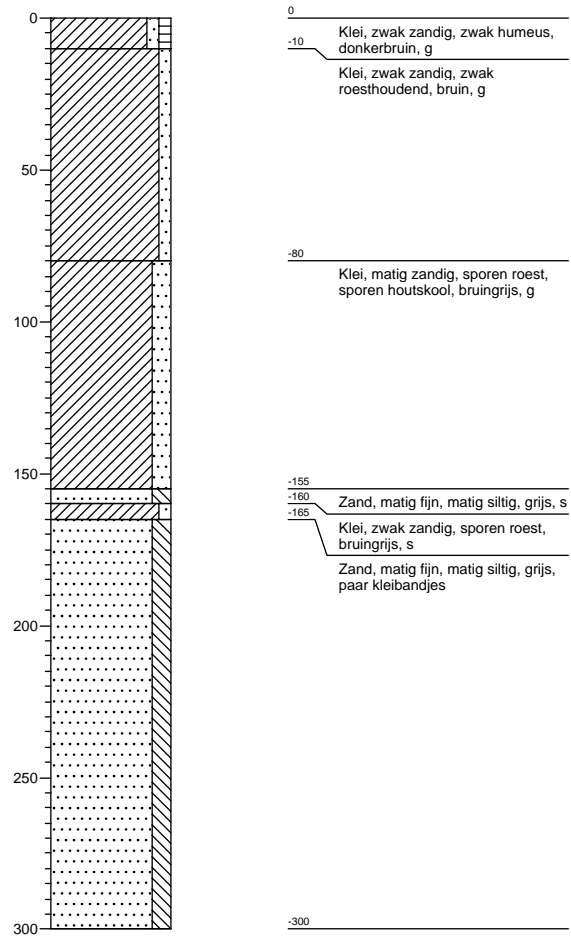 0
50
100
150
200
250
300
0
Klei, zwak zandig, zwak humeus,
donkerbruin, g
-10
Klei, zwak zandig, zwak
roesthoudend, bruin, g
-80
Klei, matig zandig, sporen roest,
sporen houtskool, bruingrijs, g
-155
-160
Zand, matig fijn, matig siltig, grijs, s
-165
Klei, zwak zandig, sporen roest,
bruingrijs, s
Zand, matig fijn, matig siltig, grijs,
paar kleibandjes
-300